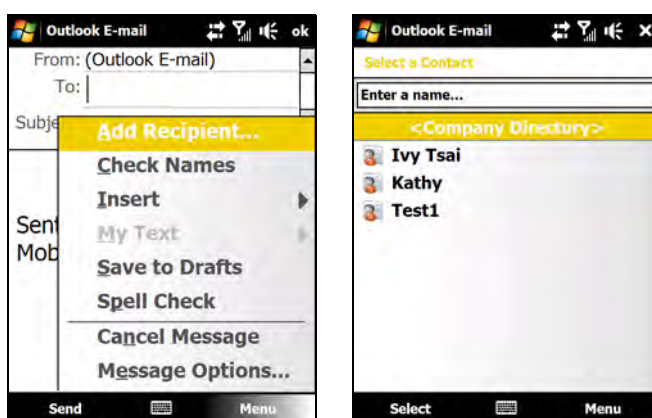 Outlook E-mail ok
From: (Outlook E-mail)
To:
Subje
Add Recipient...
Check Names
Insert
My Text
Save to Drafts
Spell Check
Cancel Message
Message Options...
Sent
Mob
Send Menu
Outlook E-mail X
Select a Contact
Enter a name...
<Company Directory>
Ivy Tsai
Kathy
Test1
Select Menu